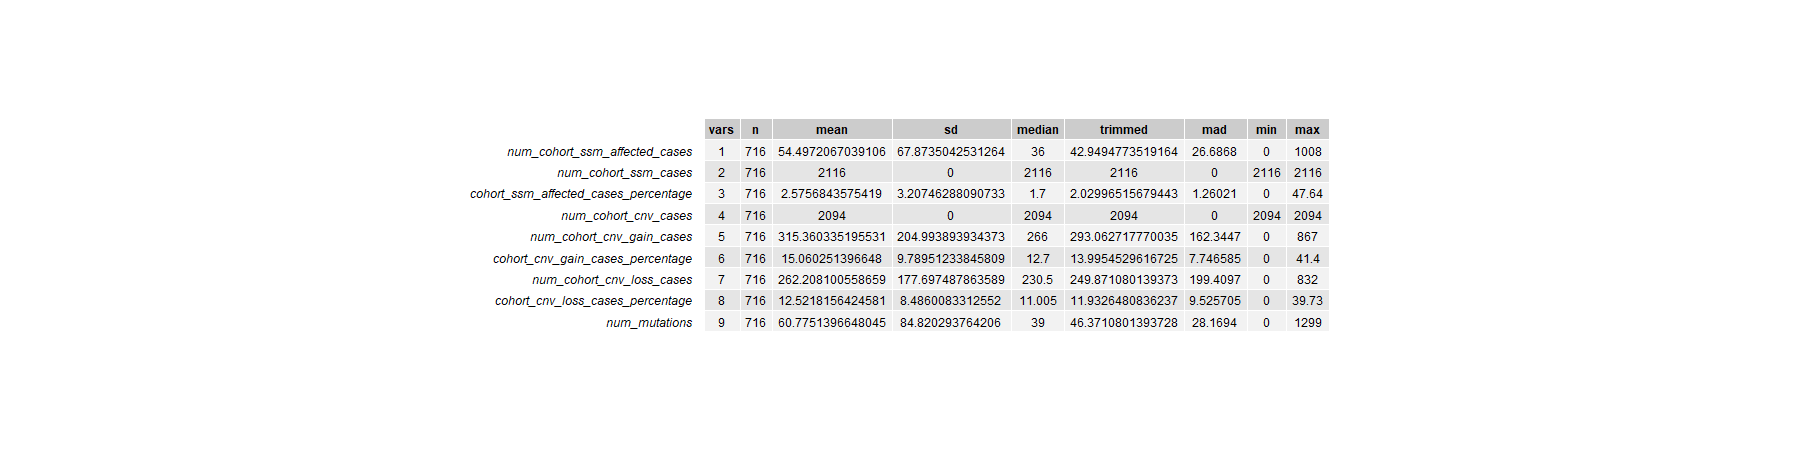 vars n mean sd median trimmed mad min max
num_cohort_ssm_affected_cases 1 716 54.4972067039106 67.8735042531264 36 42.9494773519164 26.6868 0 1008
num_cohort_ssm_cases 2 716 2116 0 2116 2116 0 2116 2116
cohort_ssm_affected_cases_percentage 3 716 2.5756843575419 3.20746288090733 1.7 2.02996515679443 1.26021 0 47.64
num_cohort_cnv_cases 4 716 2094 0 2094 2094 0 2094 2094
num_cohort_cnv_gain_cases 5 716 315.360335195531 204.993893934373 266 293.062717770035 162.3447 0 867
cohort_cnv_gain_cases_percentage 6 716 15.060251396648 9.78951233845809 12.7 13.9954529616725 7.746585 0 41.4
num_cohort_cnv_loss_cases 7 716 262.208100558659 177.697487863589 230.5 249.871080139373 199.4097 0 832
cohort_cnv_loss_cases_percentage 8 716 12.5218156424581 8.4860083312552 11.005 11.9326480836237 9.525705 0 39.73
num_mutations 9 716 60.7751396648045 84.820293764206 39 46.3710801393728 28.1694 0 1299